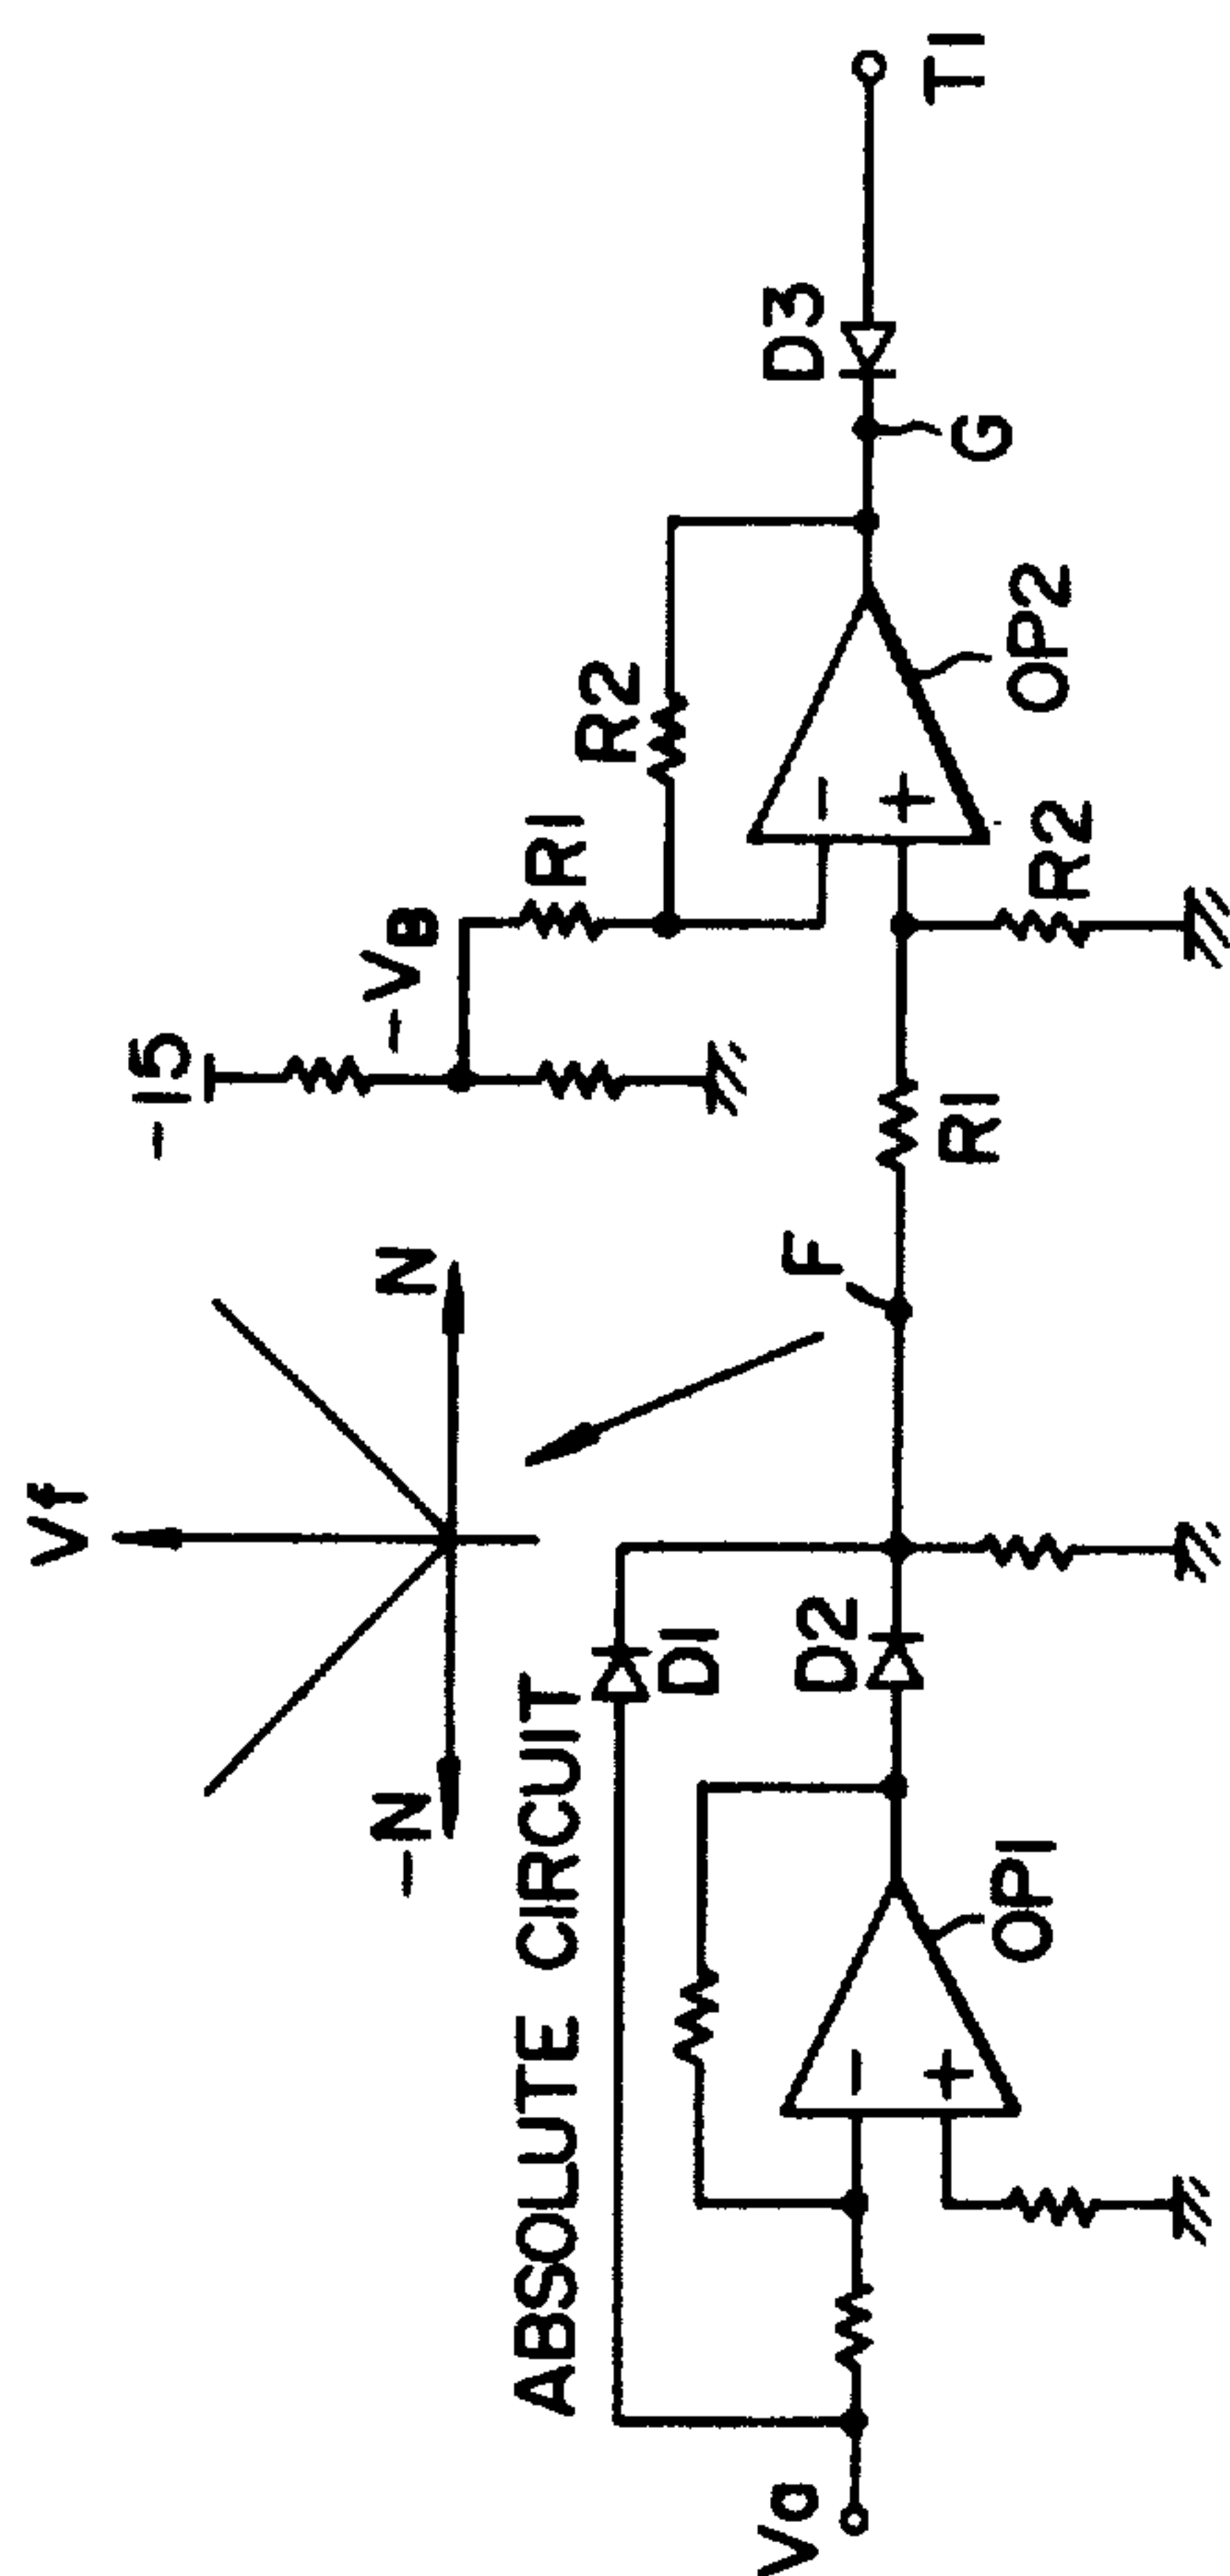 Vf
-N
N
-15
-VB
ABSOLUTE CIRCUIT
D1
D2
F
R1
R1
R2
R2
-
+
-
+
D3
G
T1
Va
OP1
OP2